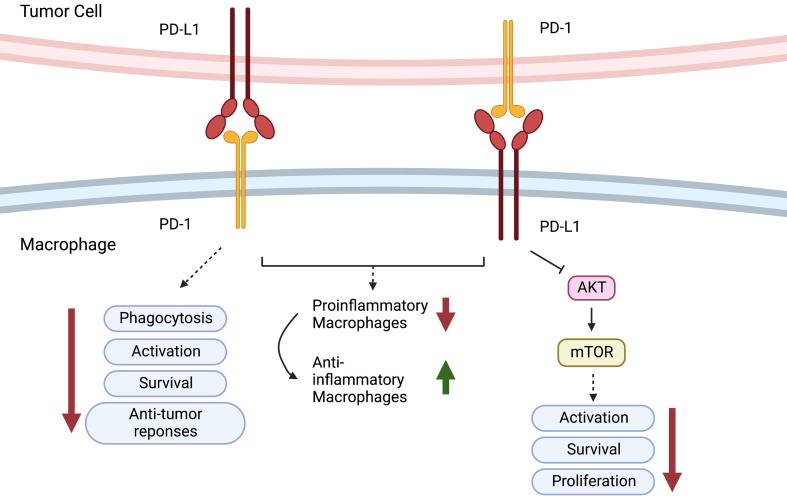 Tumor Cell
PD-L1
PD-1
PD-1
PD-L1
Macrophage
Phagocytosis
Activation
Survival
Anti-tumor
reponses
Proinflammatory
Macrophages
Anti-
inflammatory
Macrophages
AKT
mTOR
Activation
Survival
Proliferation